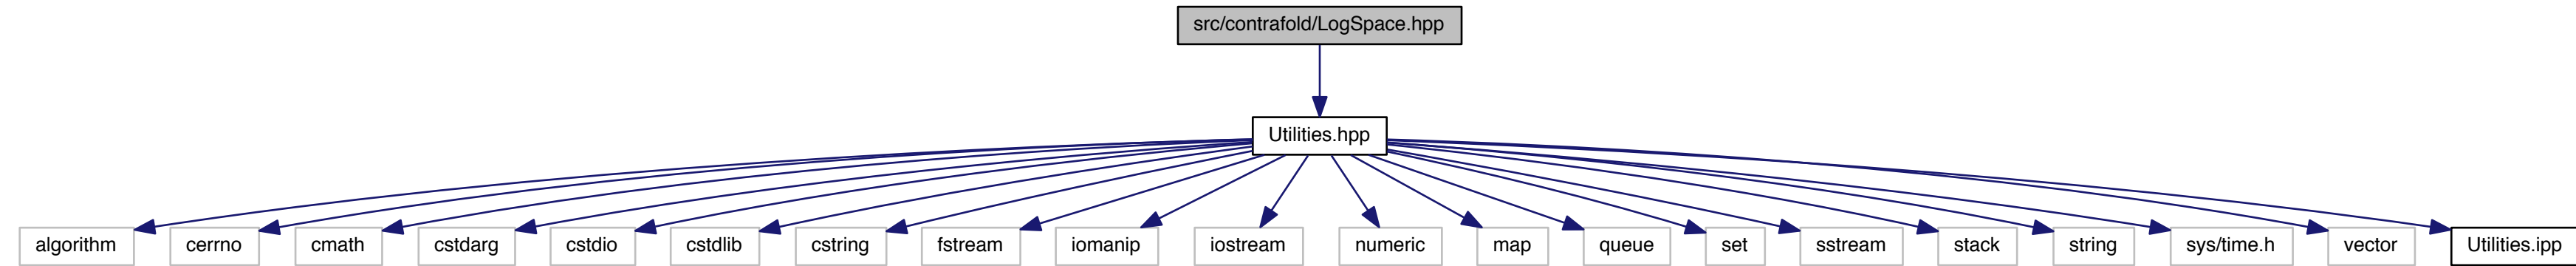 src/contrafold/LogSpace.hpp
Utilities.hpp
algorithm
cerrno
cmath
cstdarg
cstdio
cstdlib
cstring
fstream
iomanip
iostream
numeric
map
queue
set
sstream
stack
string
sys/time.h
vector
Utilities.ipp